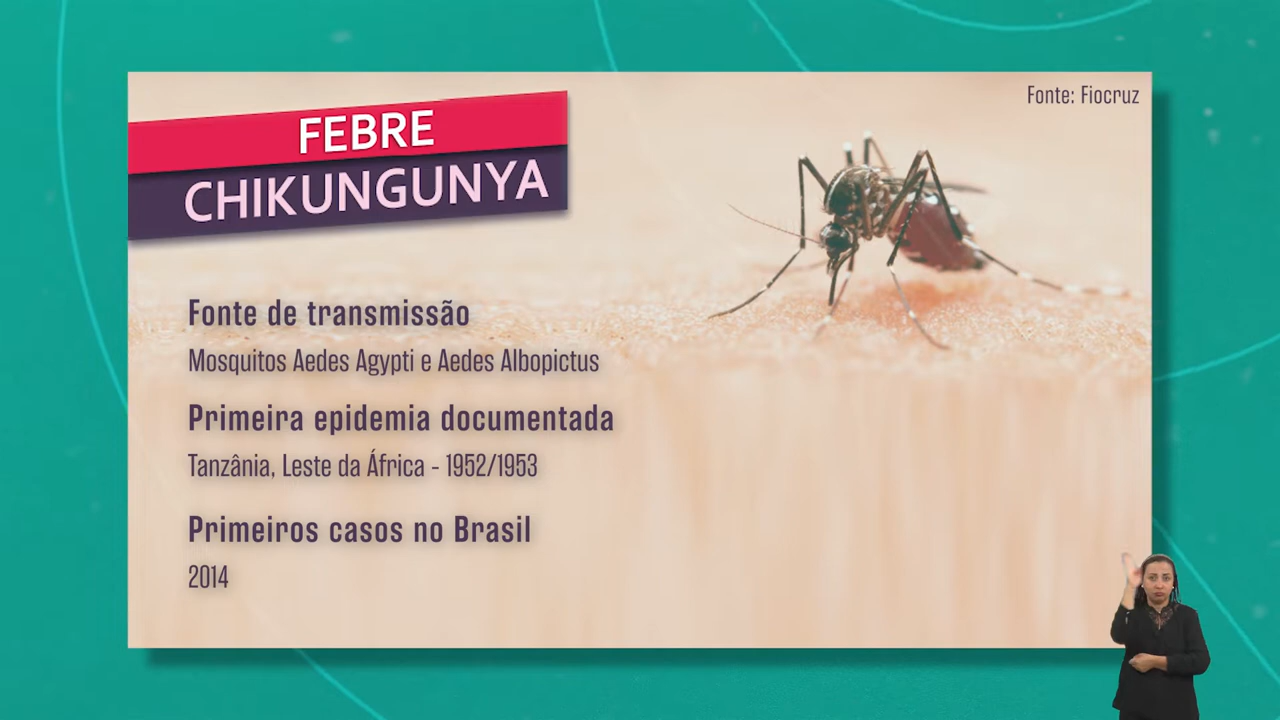 Fonte: Fiocruz
FEBRE
CHIKUNGUNYA
Fonte de transmissão
Mosquitos Aedes Agypti e Aedes Albopictus
Primeira epidemia documentada
Tanzânia, Leste da África - 1952/1953
Primeiros casos no Brasil
2014